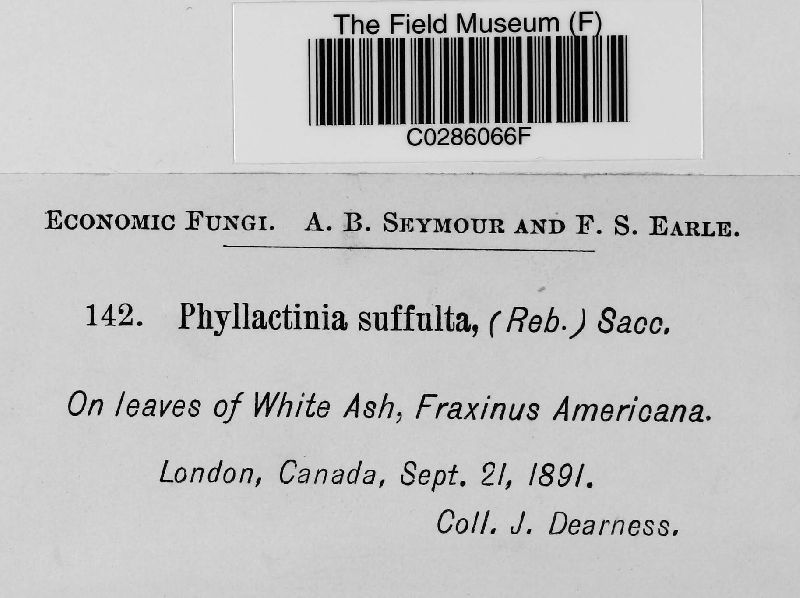 The Field Museum (F)
C0286066F
ECONOMIC FUNGI. A. B. SEYMOUR AND F. S. EARLE.
142. Phyllactinia suffulta, (Reb.) Sacc.
On leaves of White Ash, Fraxinus Americana.
London, Canada, Sept. 21, 1891.
Coll. J. Dearness.